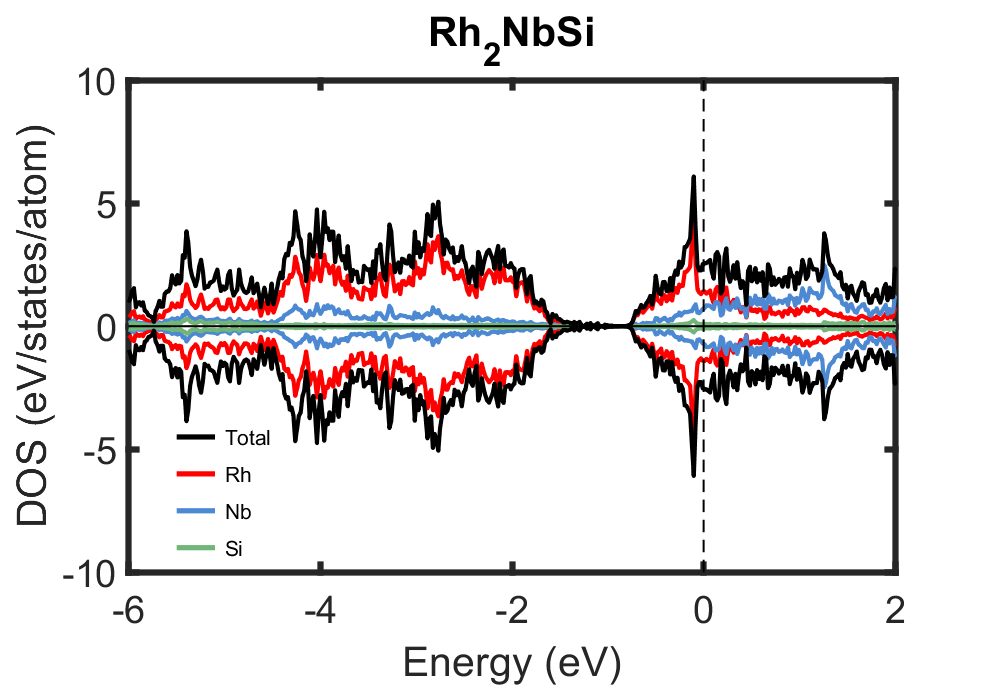 Rh2NbSi
10
5
0
-5
-10
DOS (eV/states/atom)
Total
Rh
Nb
Si
-6
-4
-2
0
2
Energy (eV)